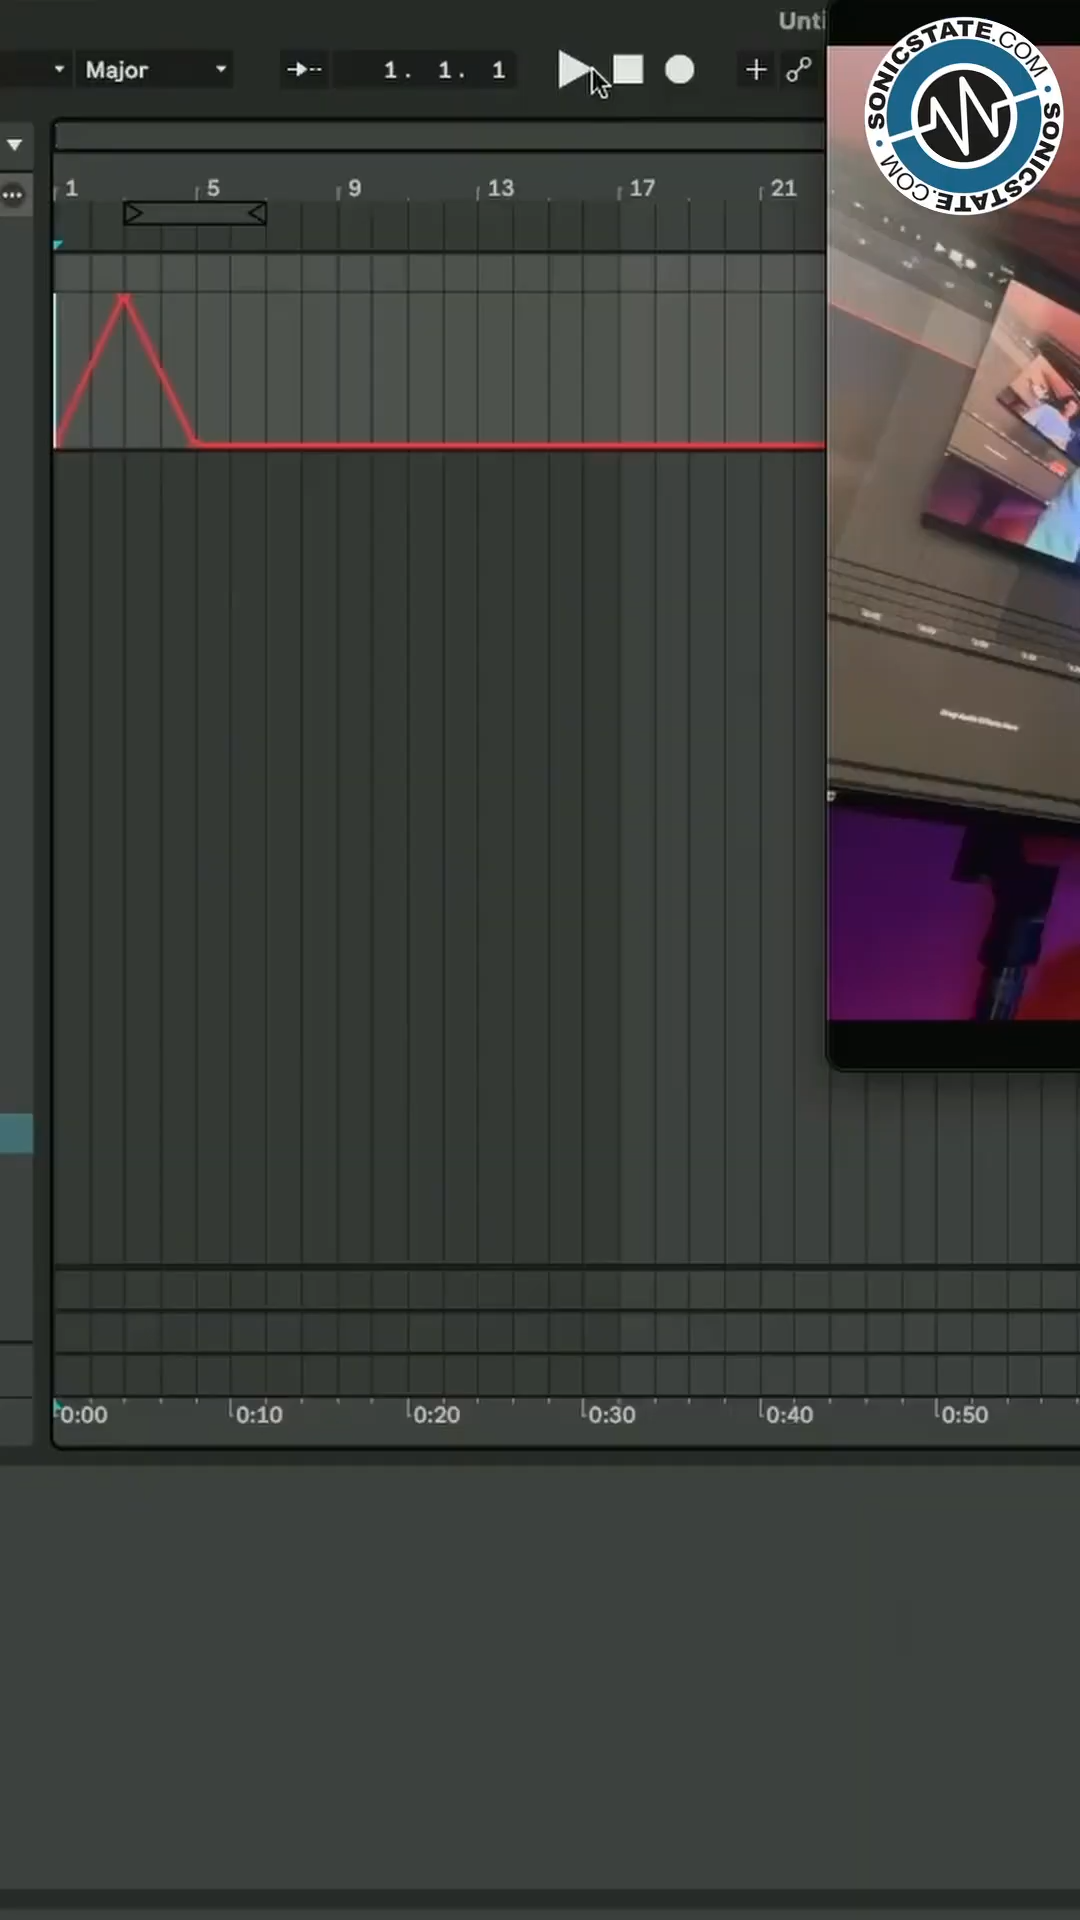 Unti
Major
1. 1. 1
SONICSTATE.COM
SONICSTATE.COM
1 5 9 13 17 21
0:00 0:10 0:20 0:30 0:40 0:50